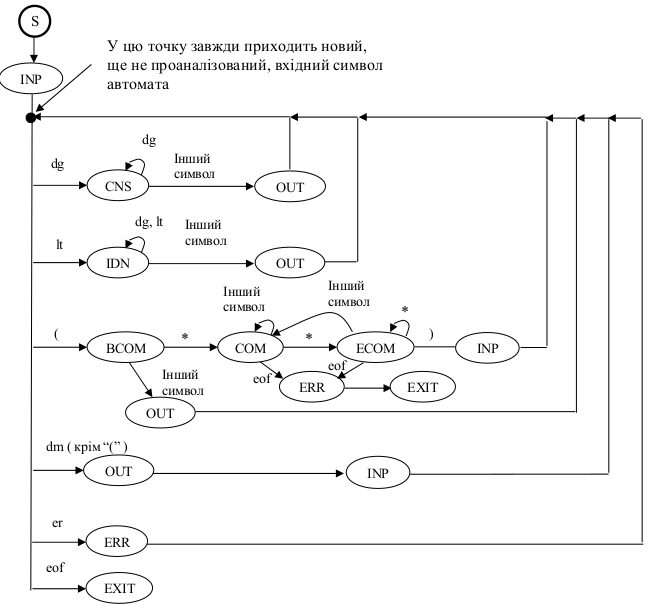 S
У цю точку завжди приходить новий,
ще не проаналізований, вхідний символ
автомата
INP
dg
dg
Інший
символ
CNS
OUT
dg, lt
Інший
символ
lt
IDN
OUT
Інший
символ
Інший
символ
*
(
*
*
)
BCOM
COM
ECOM
INP
eof
eof
ERR
EXIT
Інший
символ
OUT
dm ( крім “(” )
OUT
INP
er
ERR
eof
EXIT